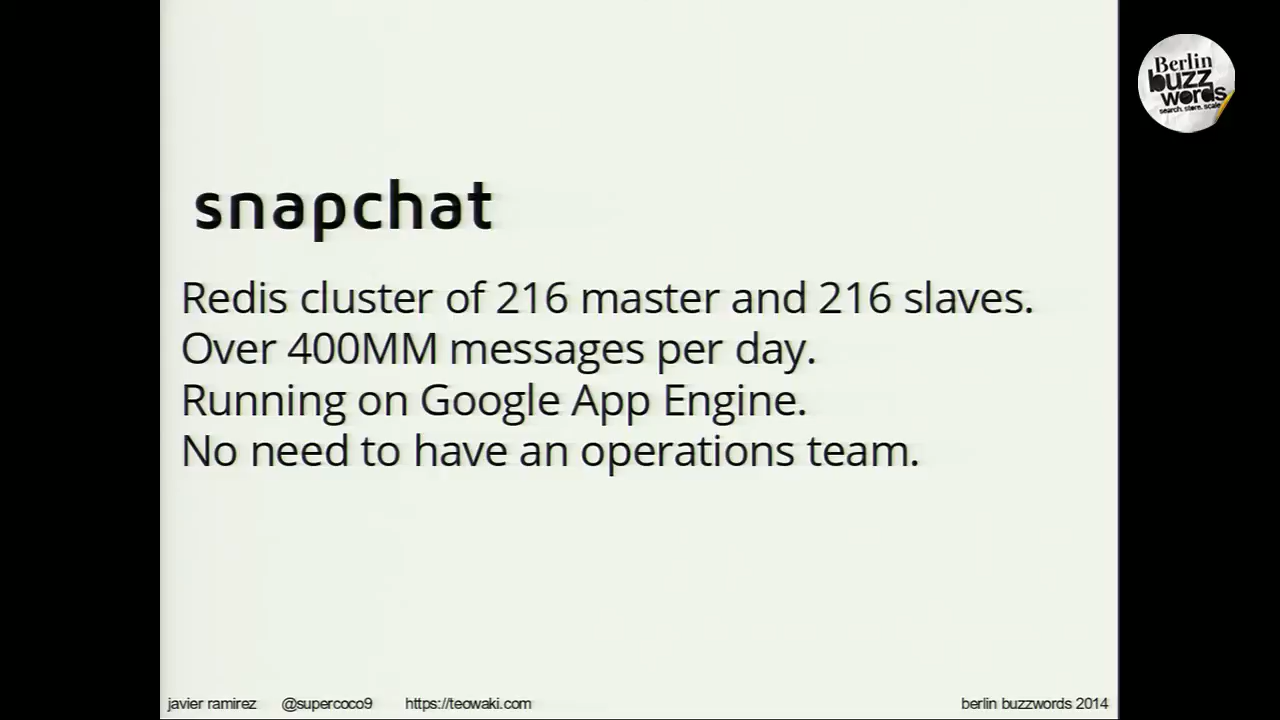 Berlin
buzz
words
search. store. scale
snapchat
Redis cluster of 216 master and 216 slaves.
Over 400MM messages per day.
Running on Google App Engine.
No need to have an operations team.
javier ramirez @supercoco9 https://teowaki.com berlin buzzwords 2014